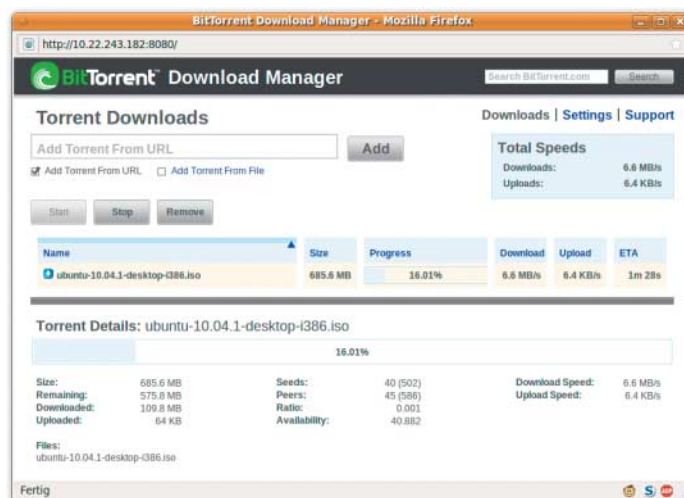 BitTorrent Download Manager - Mozilla Firefox
http://10.22.243.182:8080/
BitTorrent Download Manager
Search BitTorrent.com Search
Torrent Downloads
Downloads | Settings | Support
Add Torrent From URL Add
Add Torrent From URL Add Torrent From File
Total Speeds
Downloads: 6.6 MB/s
Uploads: 6.4 KB/s
Start Stop Remove
Name Size Progress Download Upload ETA
ubuntu-10.04.1-desktop-i386.iso 685.6 MB 16.01% 6.6 MB/s 6.4 KB/s 1m 28s
Torrent Details: ubuntu-10.04.1-desktop-i386.iso
16.01%
Size: 685.6 MB Seeds: 40 (502) Download Speed: 6.6 MB/s
Remaining: 575.8 MB Peers: 45 (586) Upload Speed: 6.4 KB/s
Downloaded: 109.8 MB Ratio: 0.001
Uploaded: 64 KB Availability: 40.882
Files:
ubuntu-10.04.1-desktop-i386.iso
Fertig
ABP